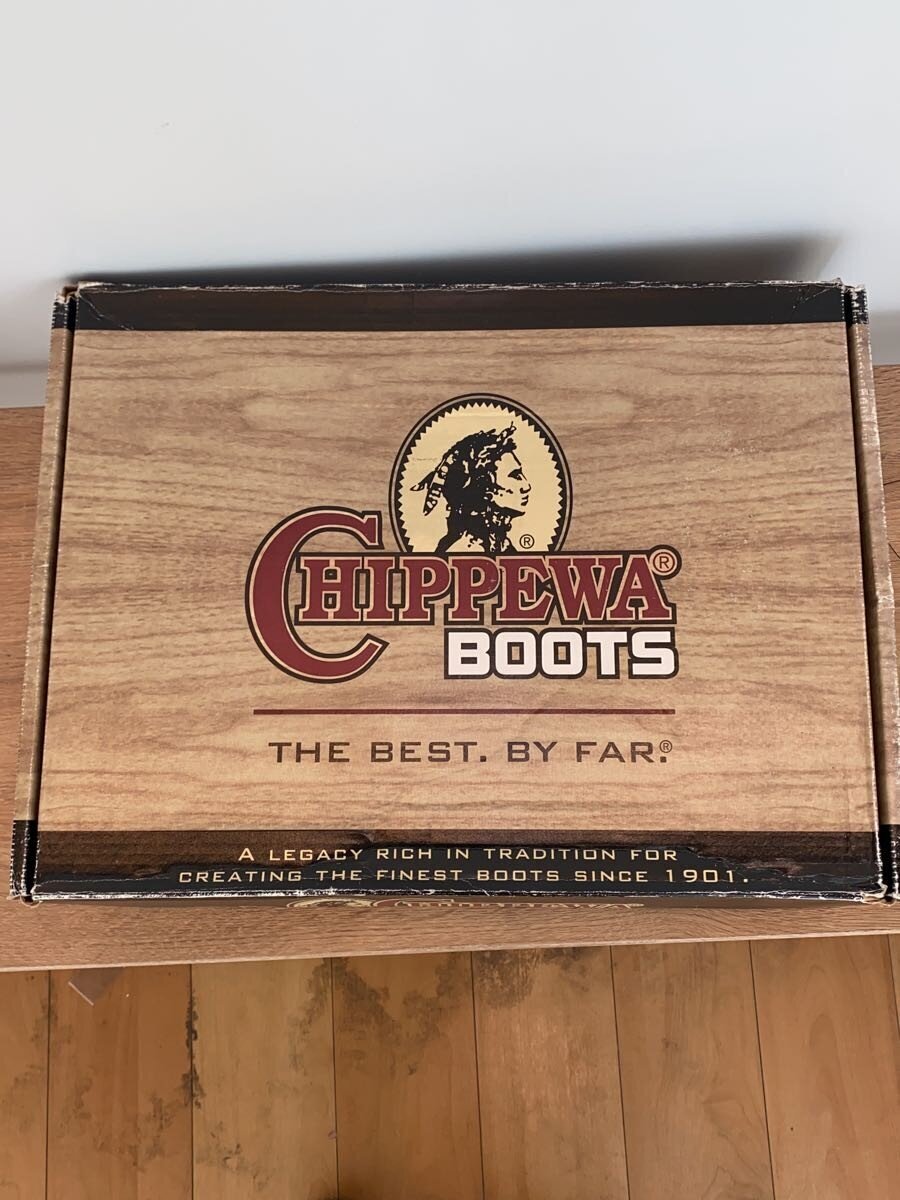 ®
CHIPPEWA®
BOOTS
THE BEST. BY FAR.®
A LEGACY RICH IN TRADITION FOR
CREATING THE FINEST BOOTS SINCE 1901.